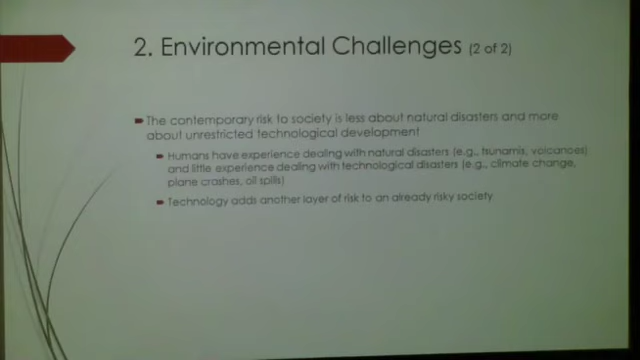 2. Environmental Challenges (2 of 2)
The contemporary risk to society is less about natural disasters and more
about unrestricted technological development
Humans have experience dealing with natural disasters (e.g., tsunamis, volcanoes)
and little experience dealing with technological disasters (e.g., climate change,
plane crashes, oil spills)
Technology adds another layer of risk to an already risky society